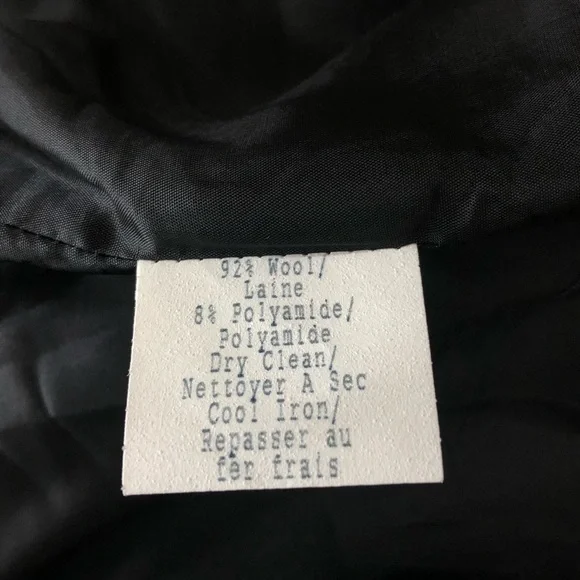 92% Wool/
Laine
8% Polyamide/
Polyamide
Dry Clean/
Nettoyer A Sec
Cool Iron/
Repasser au
fer frais